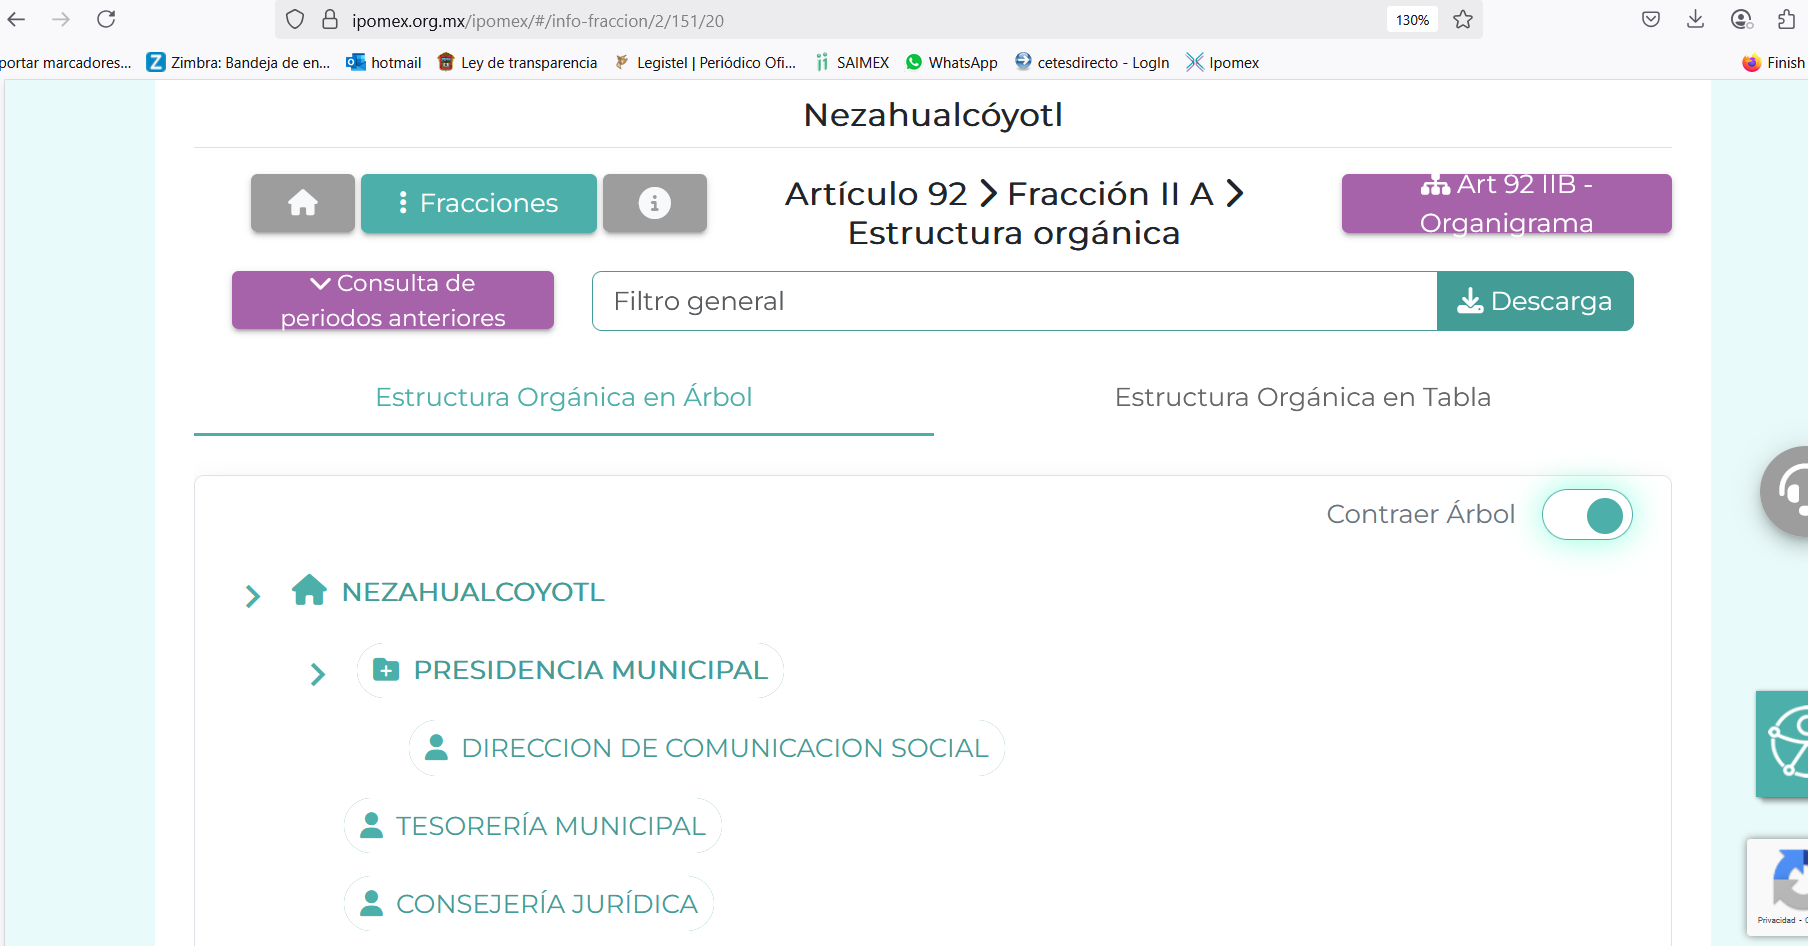 ipomex.org.mx/ipomex/#/info-fraccion/2/151/20
130%
portar marcadores...
Zimbra: Bandeja de en...
hotmail
Ley de transparencia
Legistel | Periódico Ofi...
SAIMEX
WhatsApp
cetesdirecto - LogIn
Ipomex
Finish
Nezahualcóyotl
Fracciones
Artículo 92 > Fracción II A >
Estructura orgánica
Art 92 IIB -
Organigrama
Consulta de
periodos anteriores
Filtro general
Descarga
Estructura Orgánica en Árbol
Estructura Orgánica en Tabla
Contraer Árbol
NEZAHUALCOYOTL
PRESIDENCIA MUNICIPAL
DIRECCION DE COMUNICACION SOCIAL
TESORERÍA MUNICIPAL
CONSEJERÍA JURÍDICA
Privacidad -